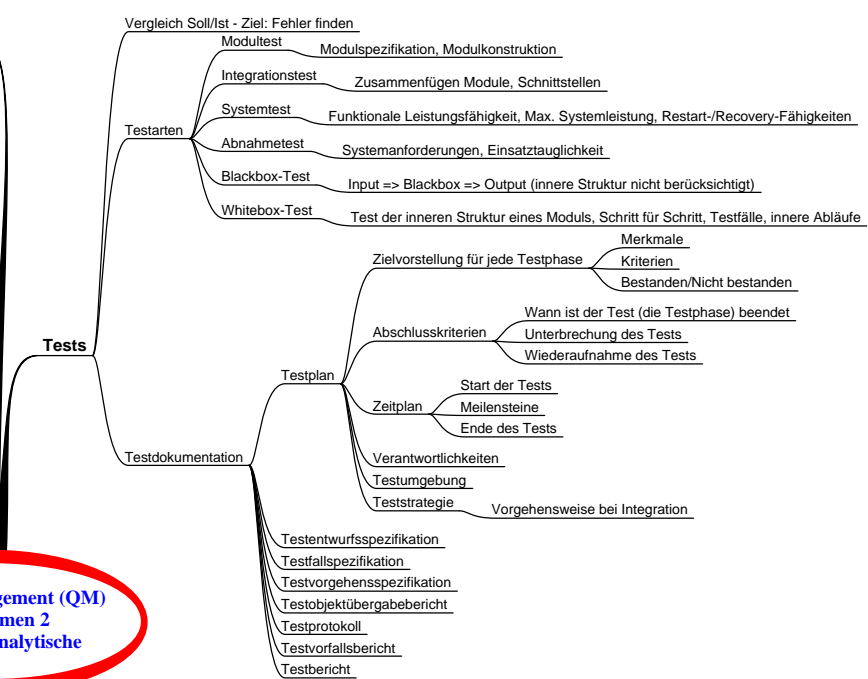 Vergleich Soll/Ist - Ziel: Fehler finden
Modultest
Modulspezifikation, Modulkonstruktion
Integrationstest
Zusammenfügen Module, Schnittstellen
Systemtest
Funktionale Leistungsfähigkeit, Max. Systemleistung, Restart-/Recovery-Fähigkeiten
Testarten
Abnahmetest
Systemanforderungen, Einsatztauglichkeit
Blackbox-Test
Input => Blackbox => Output (innere Struktur nicht berücksichtigt)
Whitebox-Test
Test der inneren Struktur eines Moduls, Schritt für Schritt, Testfälle, innere Abläufe
Tests
Testdokumentation
Testplan
Zielvorstellung für jede Testphase
Merkmale
Kriterien
Bestanden/Nicht bestanden
Abschlusskriterien
Wann ist der Test (die Testphase) beendet
Unterbrechung des Tests
Wiederaufnahme des Tests
Zeitplan
Start der Tests
Meilensteine
Ende des Tests
Verantwortlichkeiten
Testumgebung
Teststrategie
Vorgehensweise bei Integration
Testentwurfsspezifikation
Testfallspezifikation
Testvorgehensspezifikation
Testobjektübergabebericht
Testprotokoll
Testvorfallsbericht
Testbericht
gement (QM)
men 2
nalytische